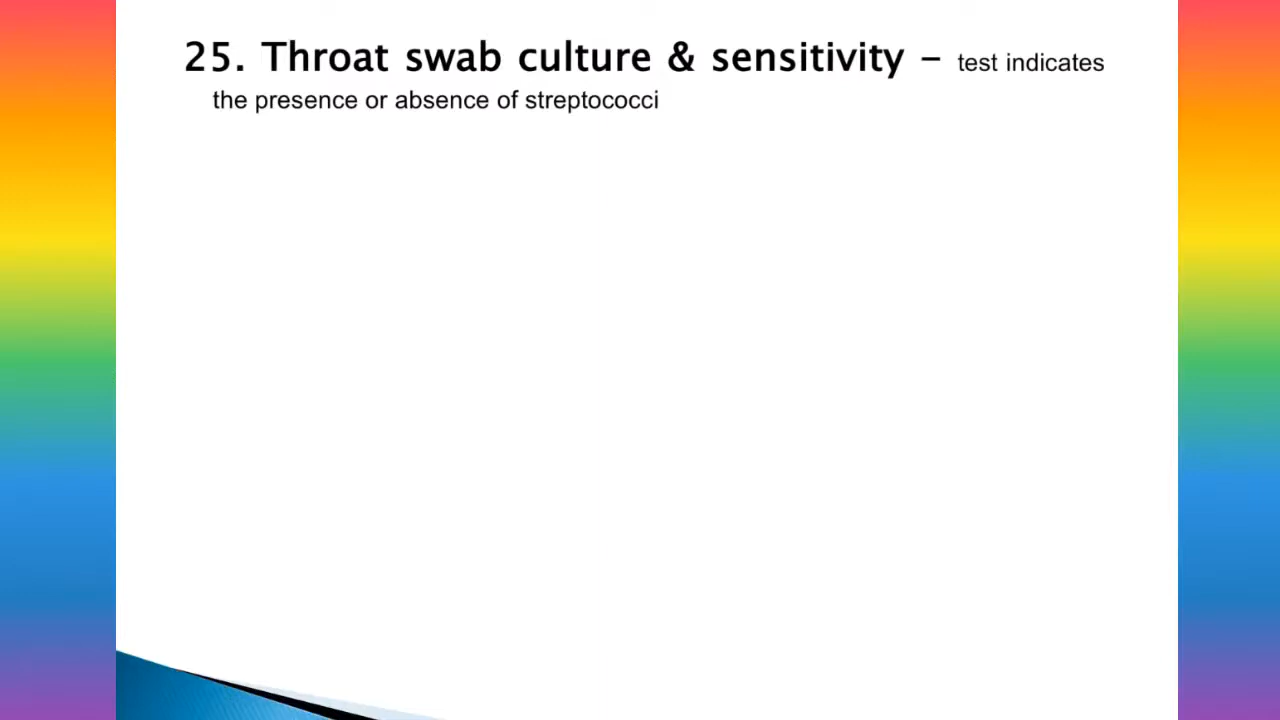 25. Throat swab culture & sensitivity – test indicates
the presence or absence of streptococci